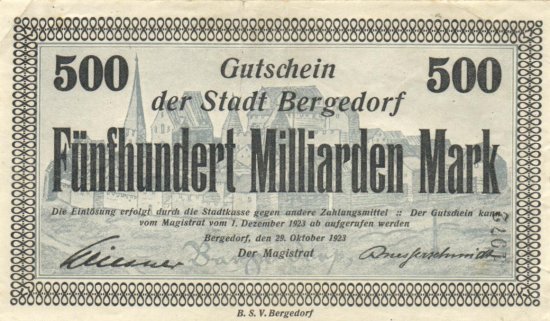 500 Gutschein 500
der Stadt Bergedorf
Fünfhundert Milliarden Mark
Die Einlösung erfolgt durch die Stadtkasse gegen andere Zahlungsmittel :: Der Gutschein kann
vom Magistrat vom 1. Dezember 1923 ab aufgerufen werden
Bergedorf, den 29. Oktober 1923
Der Magistrat
B. S. V. Bergedorf